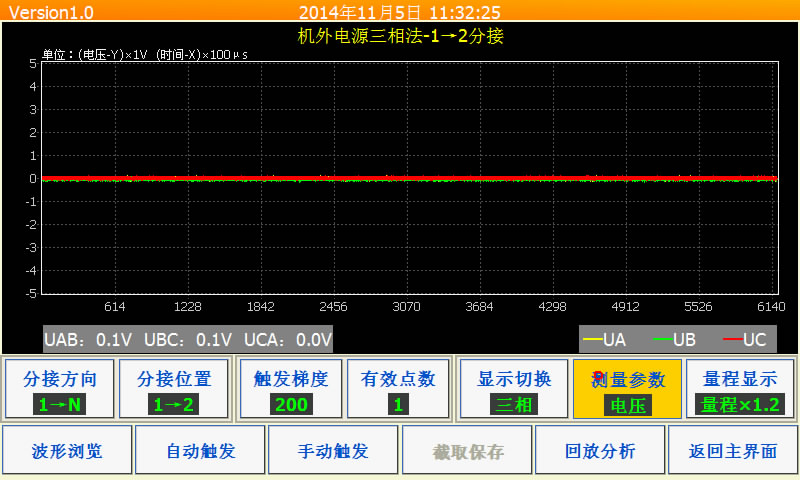 Version1.0 2014年11月5日 11:32:25
机外电源三相法-1→2分接
单位：(电压-Y)×1V (时间-X)×100μs
5
4
3
2
1
0
-1
-2
-3
-4
-5
614 1228 1842 2456 3070 3684 4298 4912 5526 6140
UAB：0.1V UBC：0.1V UCA：0.0V UA UB UC
分接方向 分接位置 触发梯度 有效点数 显示切换 测量参数 量程显示
1→N 1→2 200 1 三相 电压 量程×1.2
波形浏览 自动触发 手动触发 截取保存 回放分析 返回主界面